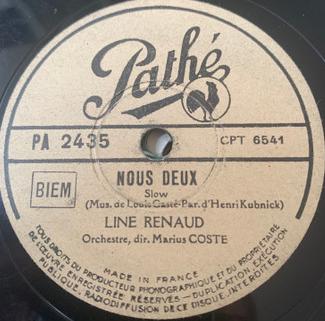 Pathé
PA 2435
CPT 6541
BIEM
NOUS DEUX
Slow
(Mus. de Louis Gasté-Par. d'Henri Kubnick)
LINE RENAUD
Orchestre, dir. Marius COSTE
MADE IN FRANCE
TOUS DROITS DU PRODUCTEUR PHONOGRAPHIQUE ET DU PROPRIETAIRE
DE L'ŒUVRE ENREGISTRÉE RÉSERVÉS - DUPLICATION EXÉCUTION
PUBLIQUE, RADIODIFFUSION DE CE DISQUE INTERDITES